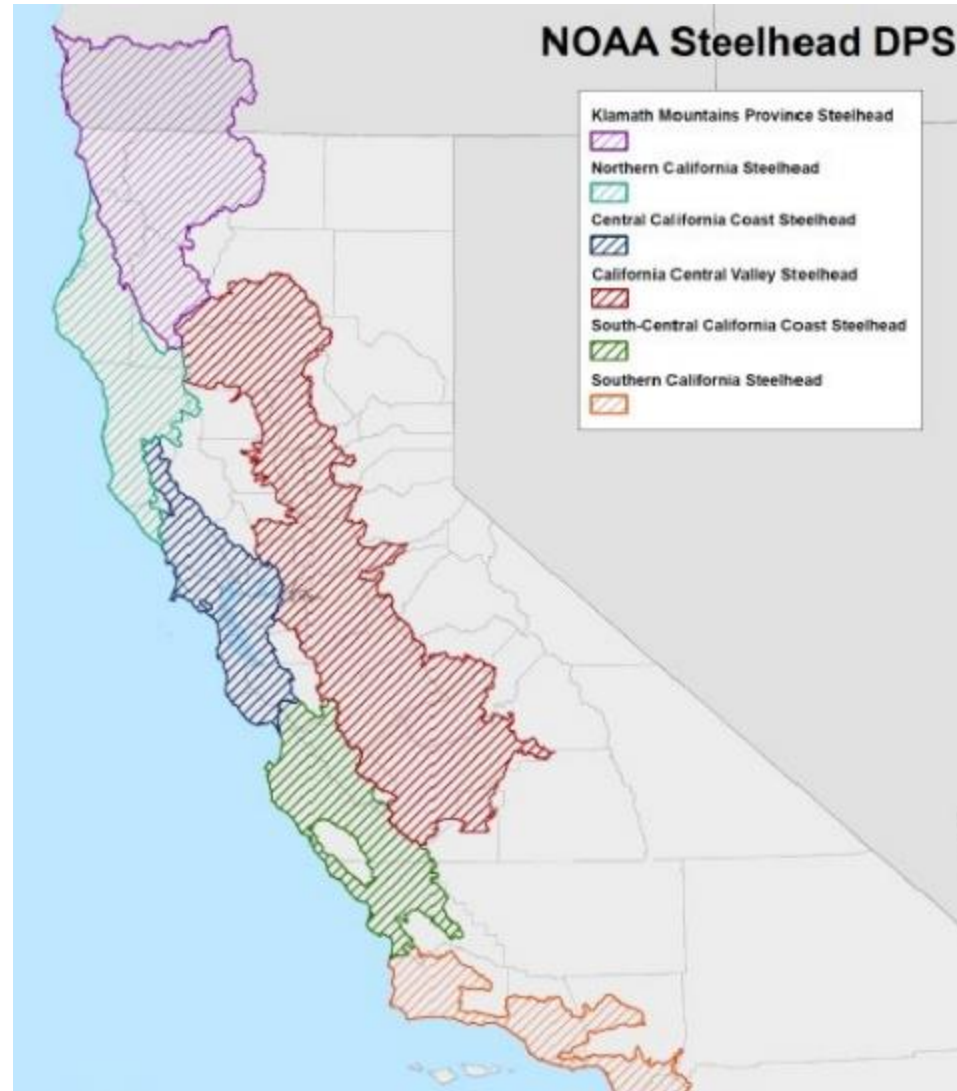 NOAA Steelhead DPS
Klamath Mountains Province Steelhead
Northern California Steelhead
Central California Coast Steelhead
California Central Valley Steelhead
South-Central California Coast Steelhead
Southern California Steelhead